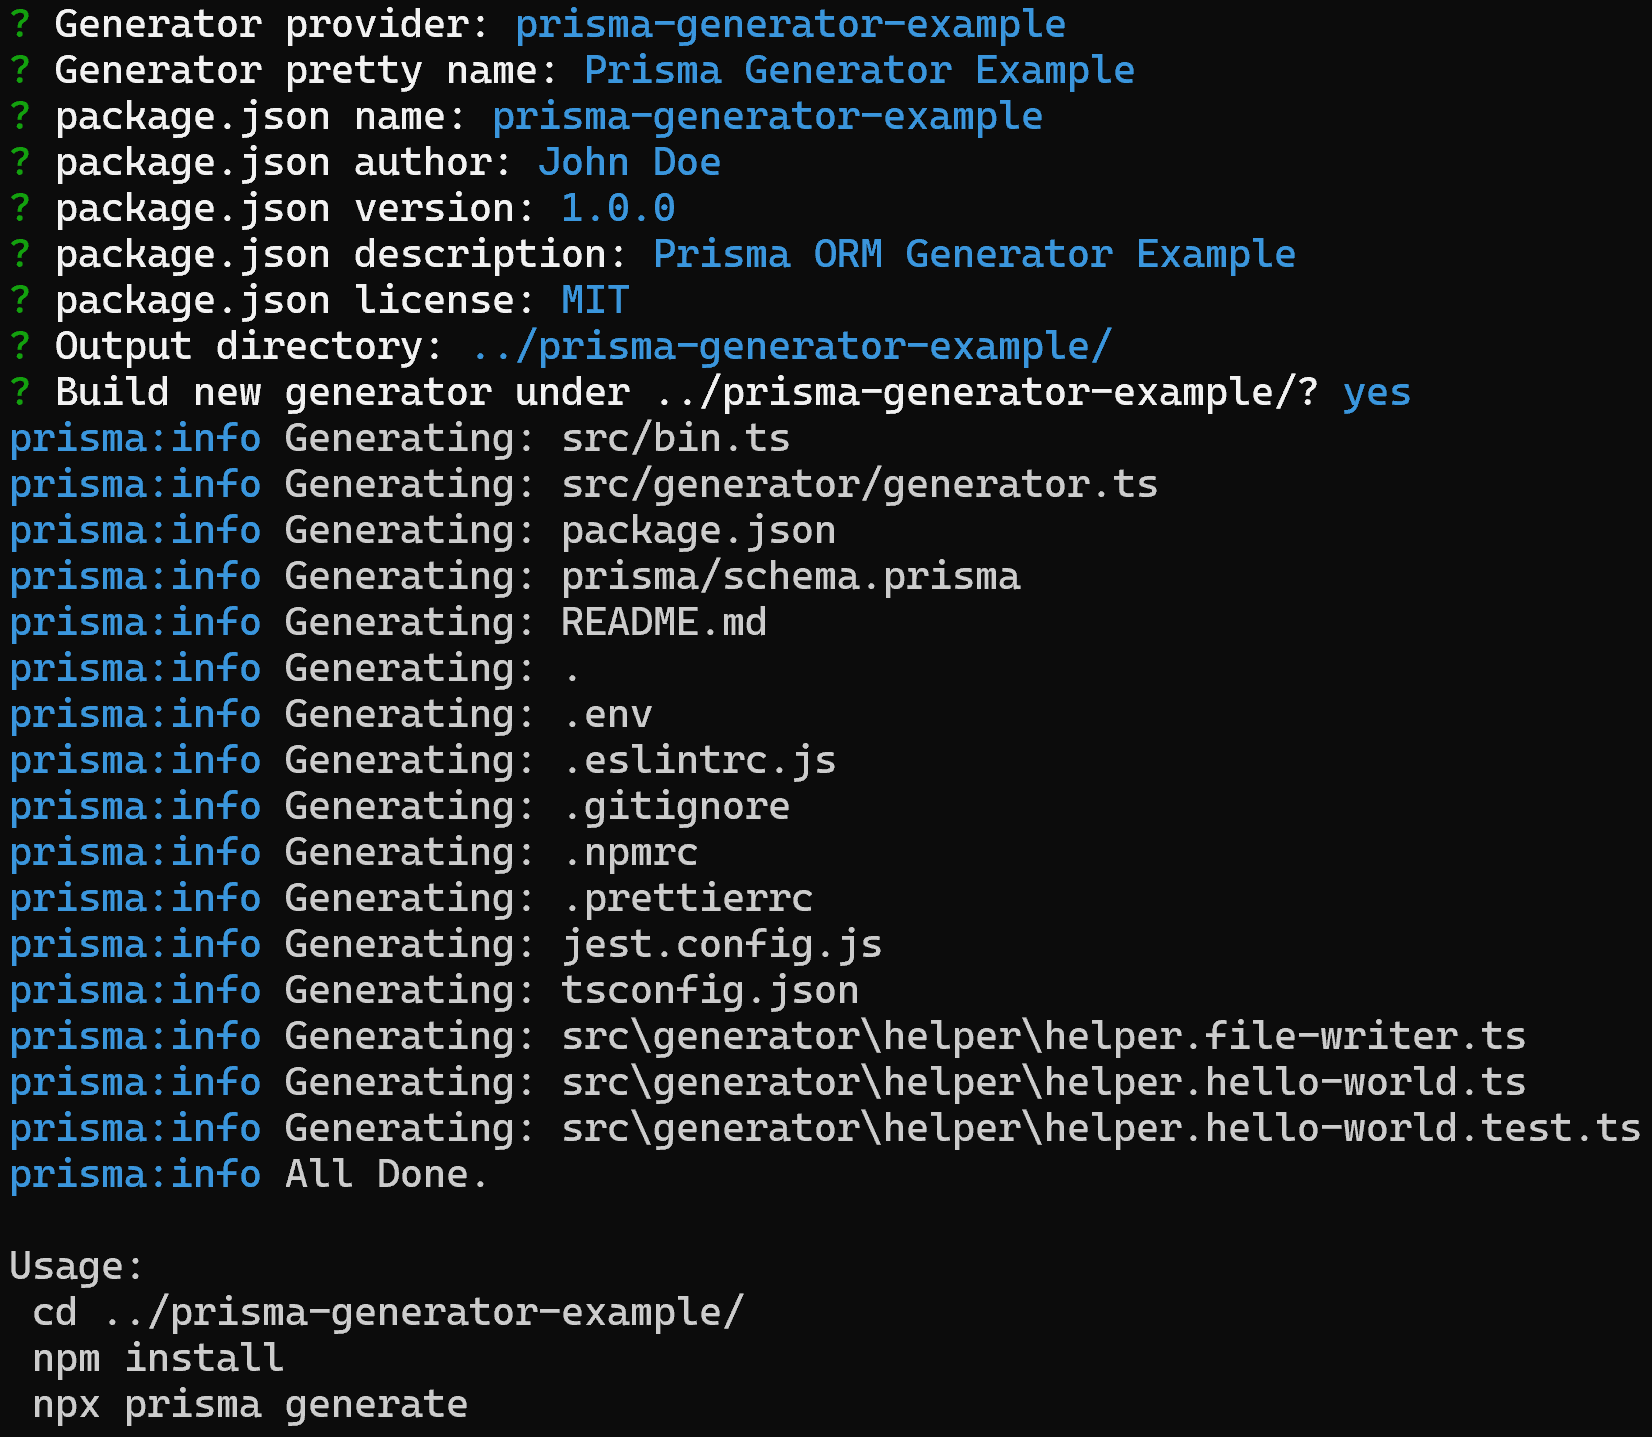 ? Generator provider: prisma-generator-example
? Generator pretty name: Prisma Generator Example
? package.json name: prisma-generator-example
? package.json author: John Doe
? package.json version: 1.0.0
? package.json description: Prisma ORM Generator Example
? package.json license: MIT
? Output directory: ../prisma-generator-example/
? Build new generator under ../prisma-generator-example/? yes
prisma:info Generating: src/bin.ts
prisma:info Generating: src/generator/generator.ts
prisma:info Generating: package.json
prisma:info Generating: prisma/schema.prisma
prisma:info Generating: README.md
prisma:info Generating: .
prisma:info Generating: .env
prisma:info Generating: .eslintrc.js
prisma:info Generating: .gitignore
prisma:info Generating: .npmrc
prisma:info Generating: .prettierrc
prisma:info Generating: jest.config.js
prisma:info Generating: tsconfig.json
prisma:info Generating: src\generator\helper\helper.file-writer.ts
prisma:info Generating: src\generator\helper\helper.hello-world.ts
prisma:info Generating: src\generator\helper\helper.hello-world.test.ts
prisma:info All Done.

Usage:
 cd ../prisma-generator-example/
 npm install
 npx prisma generate